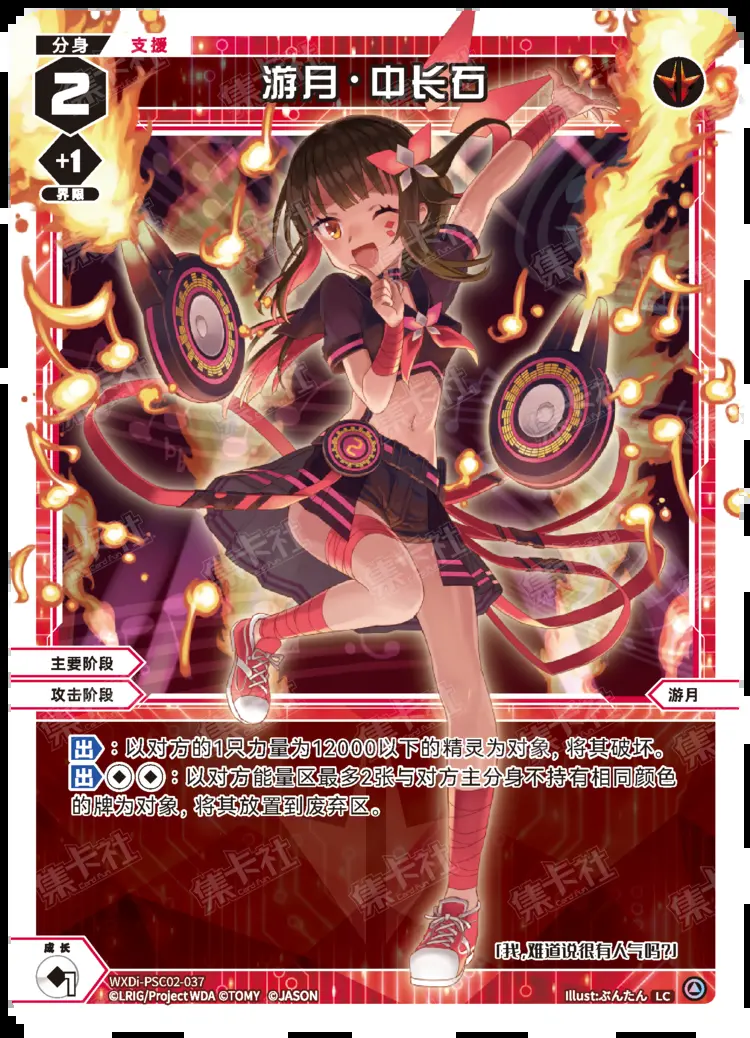 分身 支援
2
游月·中长石
+1
界限
主要阶段
攻击阶段
游月
出：以对方的1只力量为12000以下的精灵为对象，将其破坏。
出◆◆：以对方能量区最多2张与对方主分身不持有相同颜色
的牌为对象，将其放置到废弃区。
「我，难道说很有人气吗?」
成长
1
WXDi-PSC02-037
©LRIG/Project WDA ©TOMY ©JASON
Illust:ぶんたん LC
集卡社